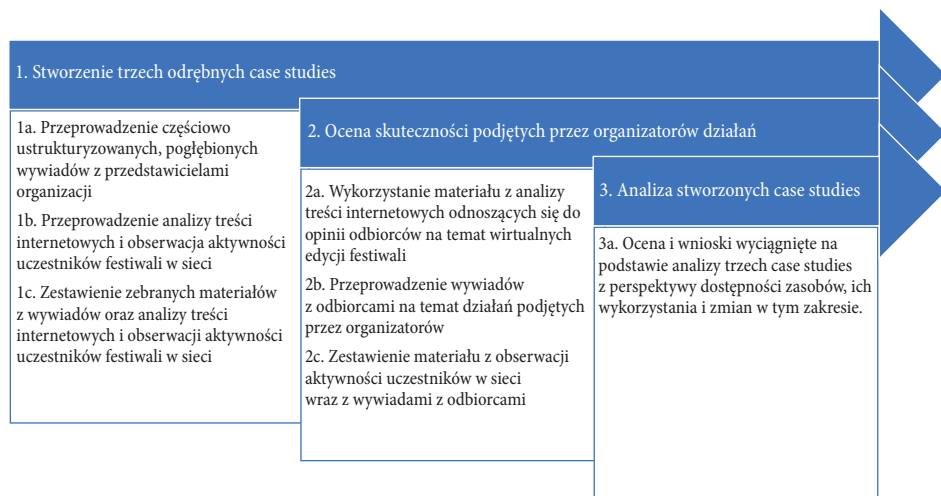 1. Stworzenie trzech odrębnych case studies
1a. Przeprowadzenie częściowo
ustrukturyzowanych, pogłębionych
wywiadów z przedstawicielami
organizacji
1b. Przeprowadzenie analizy treści
internetowych i obserwacja aktywności
uczestników festiwali w sieci
1c. Zestawienie zebranych materiałów
z wywiadów oraz analizy treści
internetowych i obserwacji aktywności
uczestników festiwali w sieci
2. Ocena skuteczności podjętych przez organizatorów działań
2a. Wykorzystanie materiału z analizy
treści internetowych odnoszących się do
opinii odbiorców na temat wirtualnych
edycji festiwali
2b. Przeprowadzenie wywiadów
z odbiorcami na temat działań podjętych
przez organizatorów
2c. Zestawienie materiału z obserwacji
aktywności uczestników w sieci
wraz z wywiadami z odbiorcami
3. Analiza stworzonych case studies
3a. Ocena i wnioski wyciągnięte na
podstawie analizy trzech case studies
z perspektywy dostępności zasobów, ich
wykorzystania i zmian w tym zakresie.